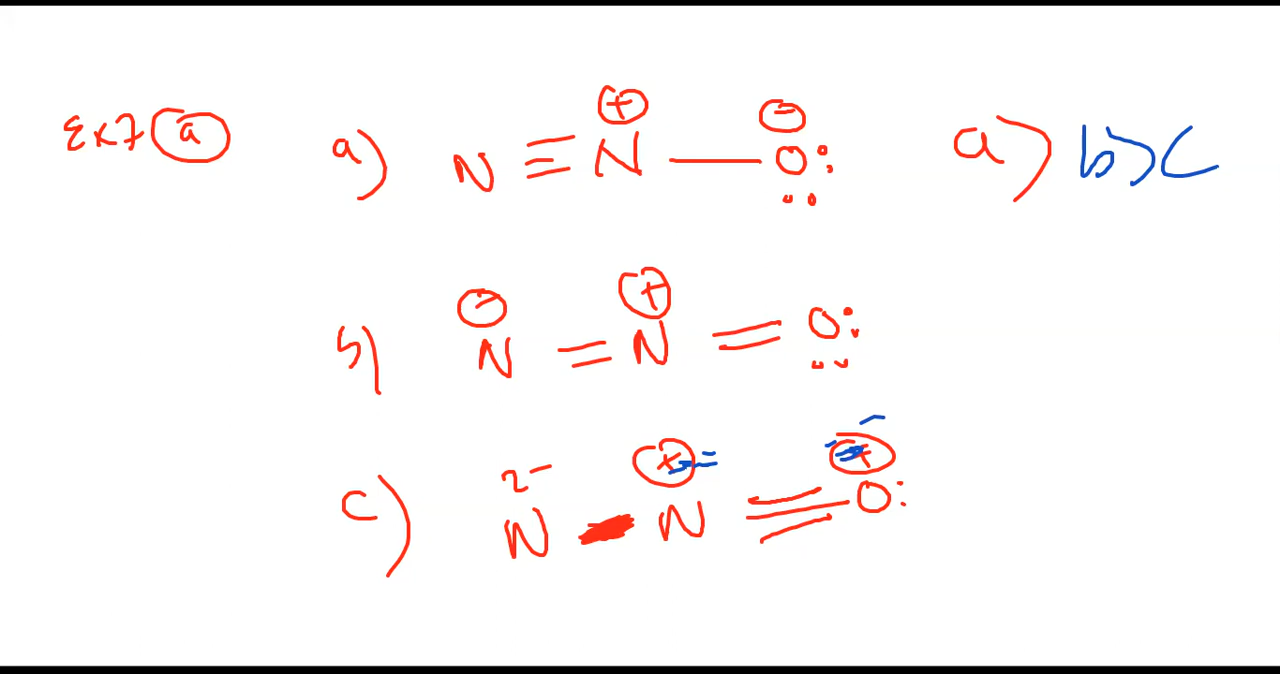 Ex7 (a) a) N ≡ N⊕ — O⊖ a) b) c
b) N⊖ = N⊕ = O
c) N2− - N⊕ ≡ O⊕